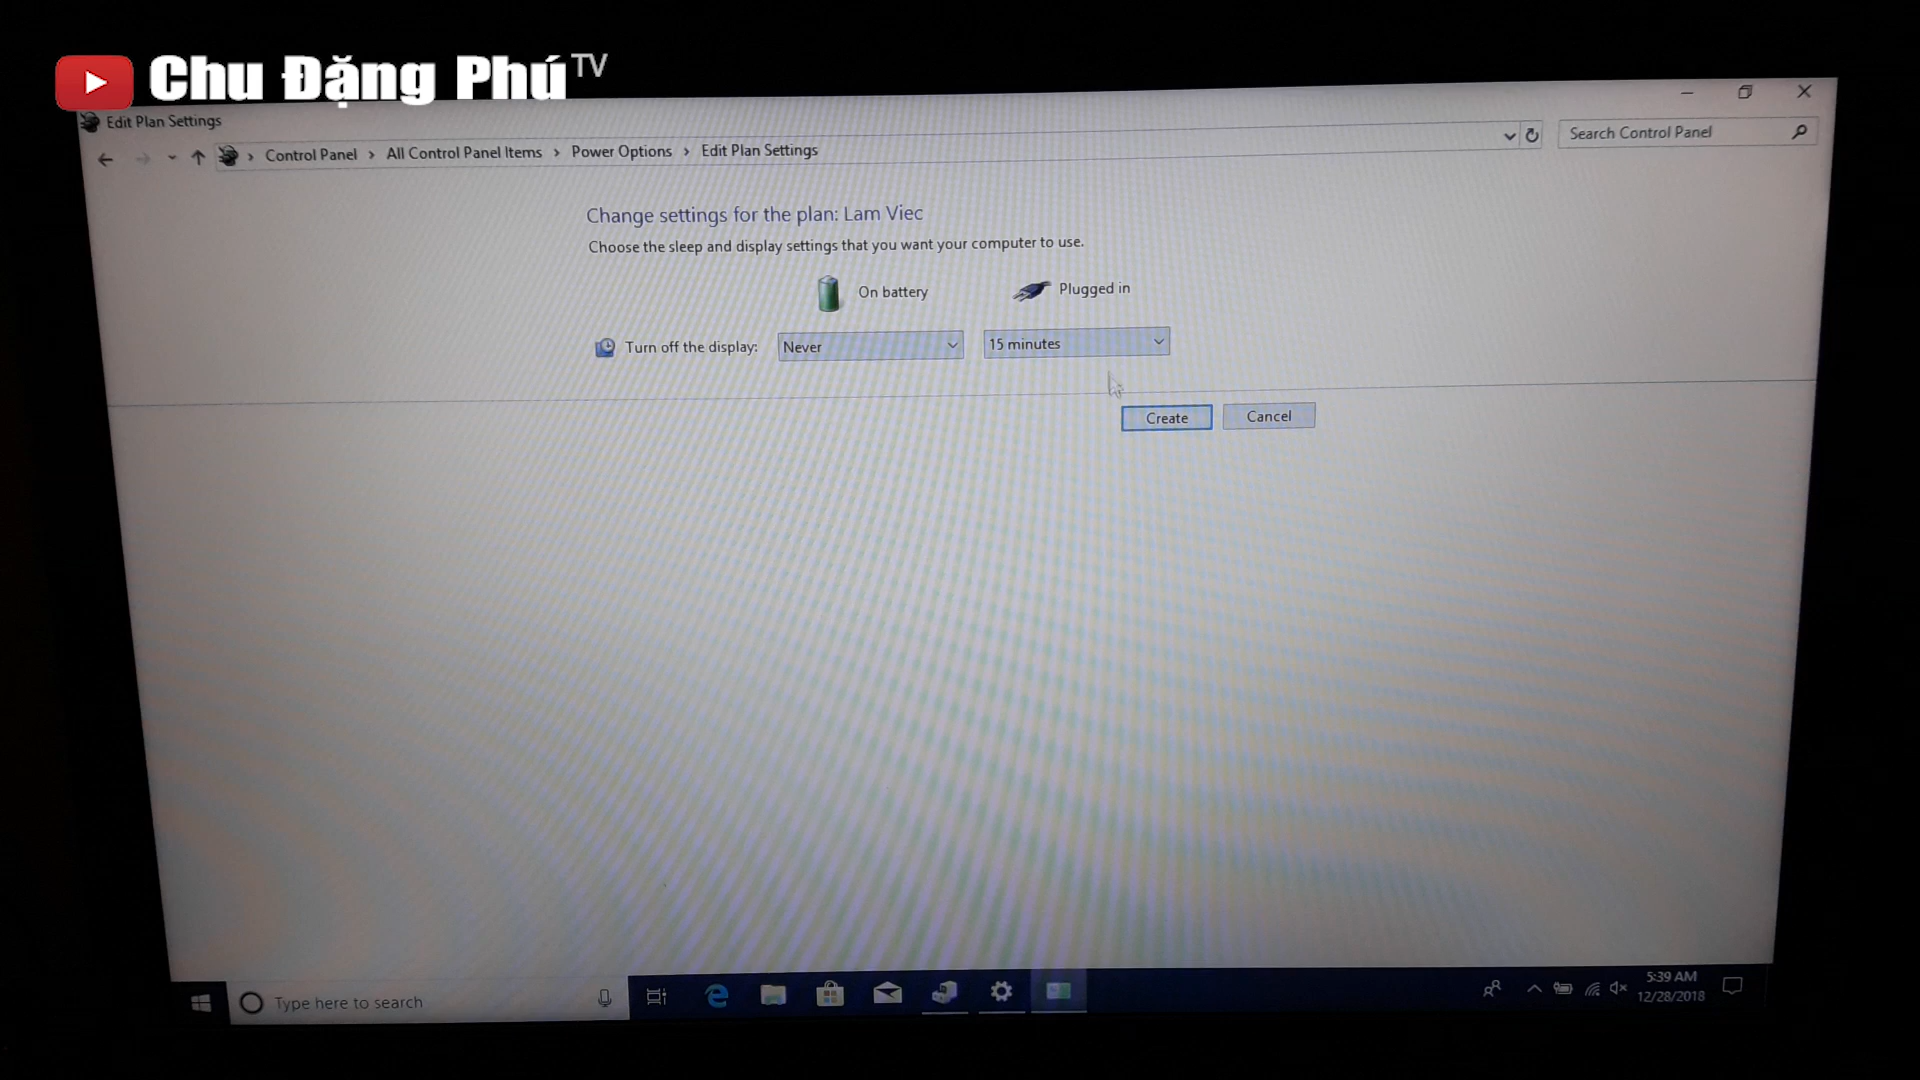 Chu Đặng Phú TV
Edit Plan Settings
Control Panel > All Control Panel Items > Power Options > Edit Plan Settings
Search Control Panel
Change settings for the plan: Lam Viec
Choose the sleep and display settings that you want your computer to use.
On battery
Plugged in
Turn off the display:
Never
15 minutes
Create
Cancel
Type here to search
5:39 AM
12/28/2018